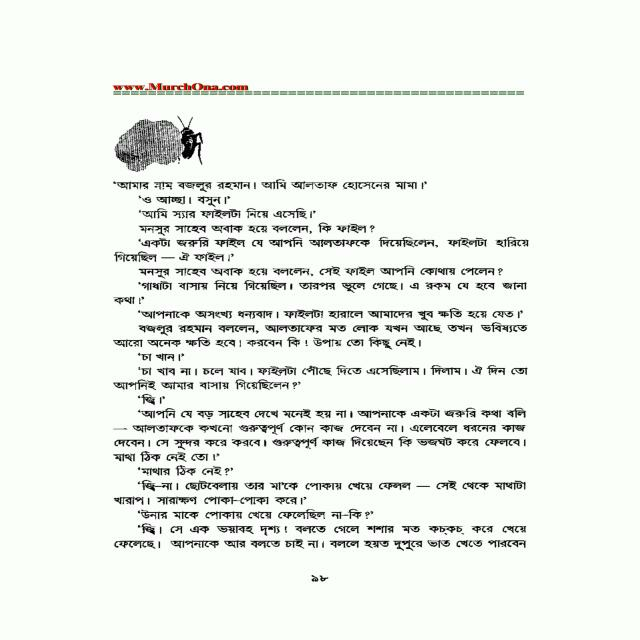 www.MurchOna.com
'আমার নাম বজলুর রহমান। আমি আলতাফ হোসেনের মামা।'
'ও আচ্ছা। বসুন।'
'আমি স্যার ফাইলটা নিয়ে এসেছি।'
মনসুর সাহেব অবাক হয়ে বললেন, কি ফাইল?
'একটা জরুরি ফাইল যে আপনি আলতাফকে দিয়েছিলেন, ফাইলটা হারিয়ে
গিয়েছিল — ঐ ফাইল।'
মনসুর সাহেব অবাক হয়ে বললেন, সেই ফাইল আপনি কোথায় পেলেন?
'গাধাটা বাসায় নিয়ে গিয়েছিল। তারপর ভুলে গেছে। এ রকম যে হবে জানা
কথা।'
'আপনাকে অসংখ্য ধন্যবাদ। ফাইলটা হারালে আমাদের খুব ক্ষতি হয়ে যেত।'
বজলুর রহমান বললেন, আলতাফের মত লোক যখন আছে তখন ভবিষ্যতে
আরো অনেক ক্ষতি হবে। করবেন কি। উপায় তো কিছু নেই।
'চা খান।'
'চা খাব না। চলে যাব। ফাইলটা পৌঁছে দিতে এসেছিলাম। দিলাম। ঐ দিন তো
আপনিই আমার বাসায় গিয়েছিলেন?'
'জ্বি।'
'আপনি যে বড় সাহেব দেখে মনেই হয় না। আপনাকে একটা জরুরি কথা বলি
— আলতাফকে কখনো গুরুত্বপূর্ণ কোন কাজ দেবেন না। এলেবেলে ধরনের কাজ
দেবেন। সে সুন্দর করে করবে। গুরুত্বপূর্ণ কাজ দিয়েছেন কি ভজঘট করে ফেলবে।
মাথা ঠিক নেই তো।'
'মাথার ঠিক নেই?'
'জ্বি-না। ছোটবেলায় তার মা'কে পোকায় খেয়ে ফেলল — সেই থেকে মাথাটা
খারাপ। সারাক্ষণ পোকা-পোকা করে।'
'উনার মাকে পোকায় খেয়ে ফেলেছিল না-কি?'
'জ্বি। সে এক ভয়াবহ দৃশ্য। বলতে গেলে শশার মত কচ্‌কচ্‌ করে খেয়ে
ফেলেছে। আপনাকে আর বলতে চাই না। বললে হয়ত দুপুরে ভাত খেতে পারবেন
৯৮